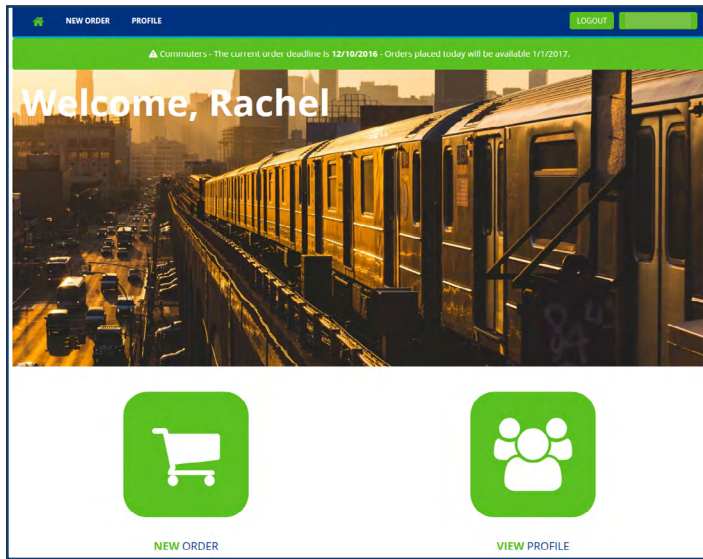 NEW ORDER PROFILE LOGOUT
Commuters - The current order deadline is 12/10/2016 - Orders placed today will be available 1/1/2017.
Welcome, Rachel
NEW ORDER VIEW PROFILE